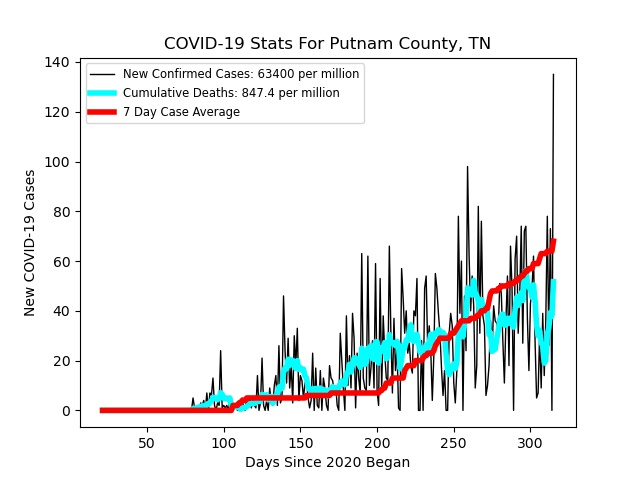 COVID-19 Stats For Putnam County, TN
New Confirmed Cases: 63400 per million
Cumulative Deaths: 847.4 per million
7 Day Case Average
New COVID-19 Cases
140
120
100
80
60
40
20
0
50 100 150 200 250 300
Days Since 2020 Began